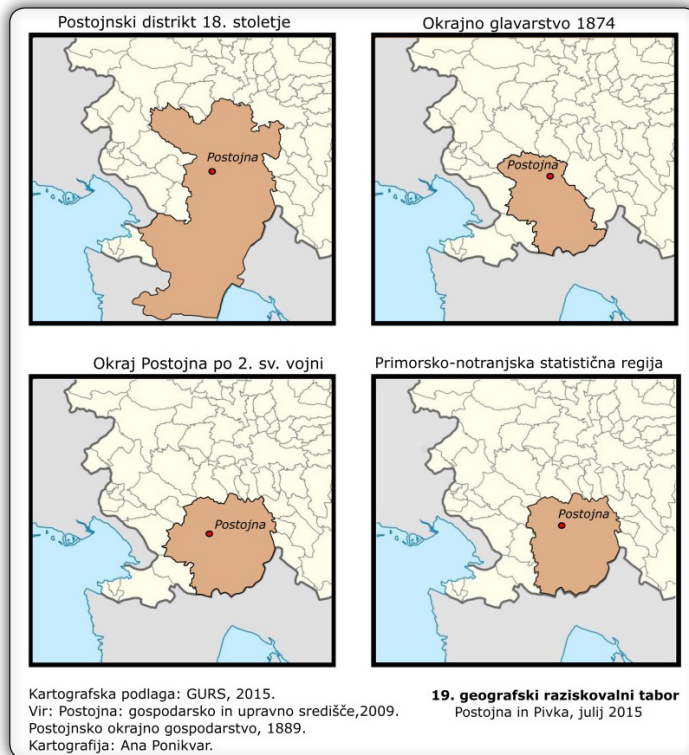 Postojnski distrikt 18. stoletje
Postojna
Okrajno glavarstvo 1874
Postojna
Okraj Postojna po 2. sv. vojni
Postojna
Primorsko-notranjska statistična regija
Postojna
Kartografska podlaga: GURS, 2015.
Vir: Postojna: gospodarsko in upravno središče,2009.
Postojnsko okrajno gospodarstvo, 1889.
Kartografija: Ana Ponikvar.
19. geografski raziskovalni tabor
Postojna in Pivka, julij 2015